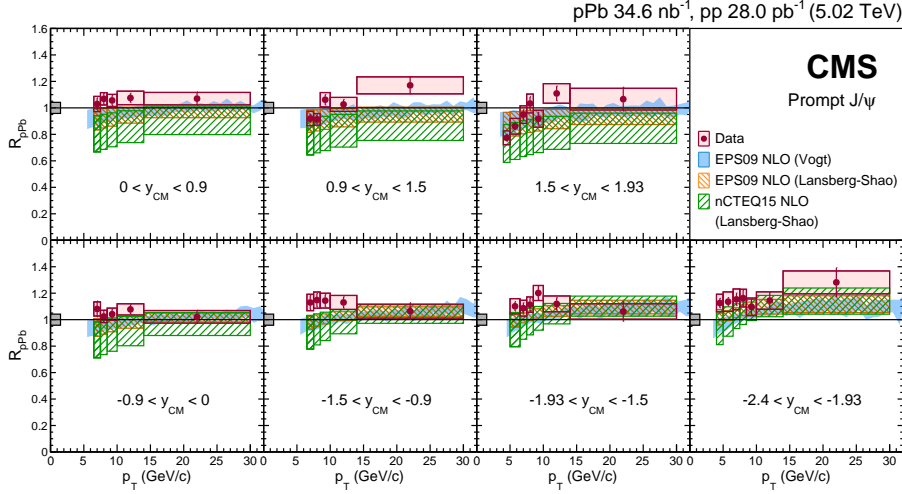 pPb 34.6 nb⁻¹, pp 28.0 pb⁻¹ (5.02 TeV)
R_pPb
1.6
1.4
1.2
1
0.8
0.6
0.4
0.2
0
0 < y_CM < 0.9
0.9 < y_CM < 1.5
1.5 < y_CM < 1.93
CMS
Prompt J/ψ
Data
EPS09 NLO (Vogt)
EPS09 NLO (Lansberg-Shao)
nCTEQ15 NLO
(Lansberg-Shao)
R_pPb
1.4
1.2
1
0.8
0.6
0.4
0.2
0
-0.9 < y_CM < 0
-1.5 < y_CM < -0.9
-1.93 < y_CM < -1.5
-2.4 < y_CM < -1.93
0 5 10 15 20 25 30
0 5 10 15 20 25 30
5 10 15 20 25 30
5 10 15 20 25 30
p_T (GeV/c)
p_T (GeV/c)
p_T (GeV/c)
p_T (GeV/c)